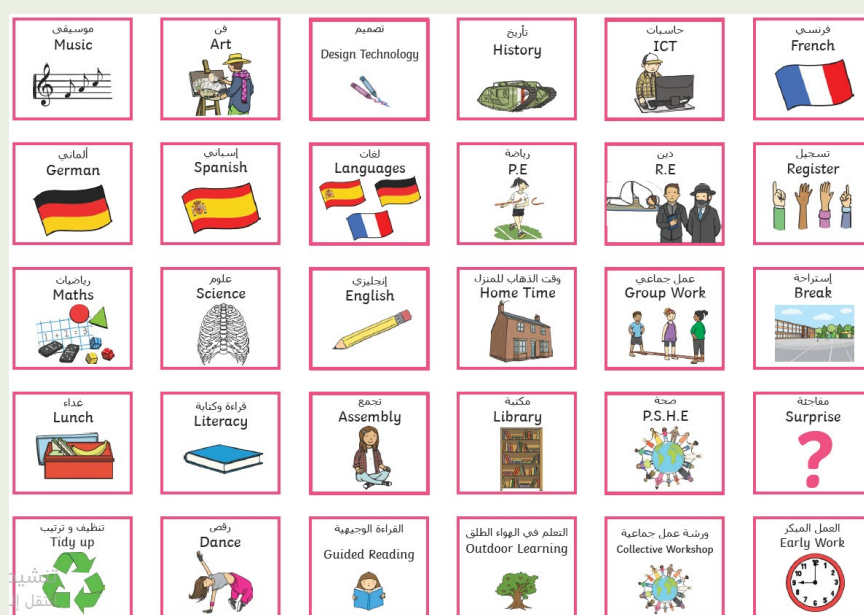 موسيقى
Music
فن
Art
تصميم
Design Technology
تأريخ
History
حاسبات
ICT
فرنسي
French
ألماني
German
إسباني
Spanish
لغات
Languages
رياضة
P.E
دين
R.E
تسجيل
Register
رياضيات
Maths
1 + 2 = 3
علوم
Science
إنجليزي
English
وقت الذهاب للمنزل
Home Time
عمل جماعي
Group Work
إستراحة
Break
غداء
Lunch
قراءة وكتابة
Literacy
تجمع
Assembly
مكتبة
Library
صحة
P.S.H.E
مفاجئة
Surprise
?
تنظيف و ترتيب
Tidy up
رقص
Dance
القراءة الوجيهية
Guided Reading
التعلم في الهواء الطلق
Outdoor Learning
ورشة عمل جماعية
Collective Workshop
العمل المبكر
Early Work